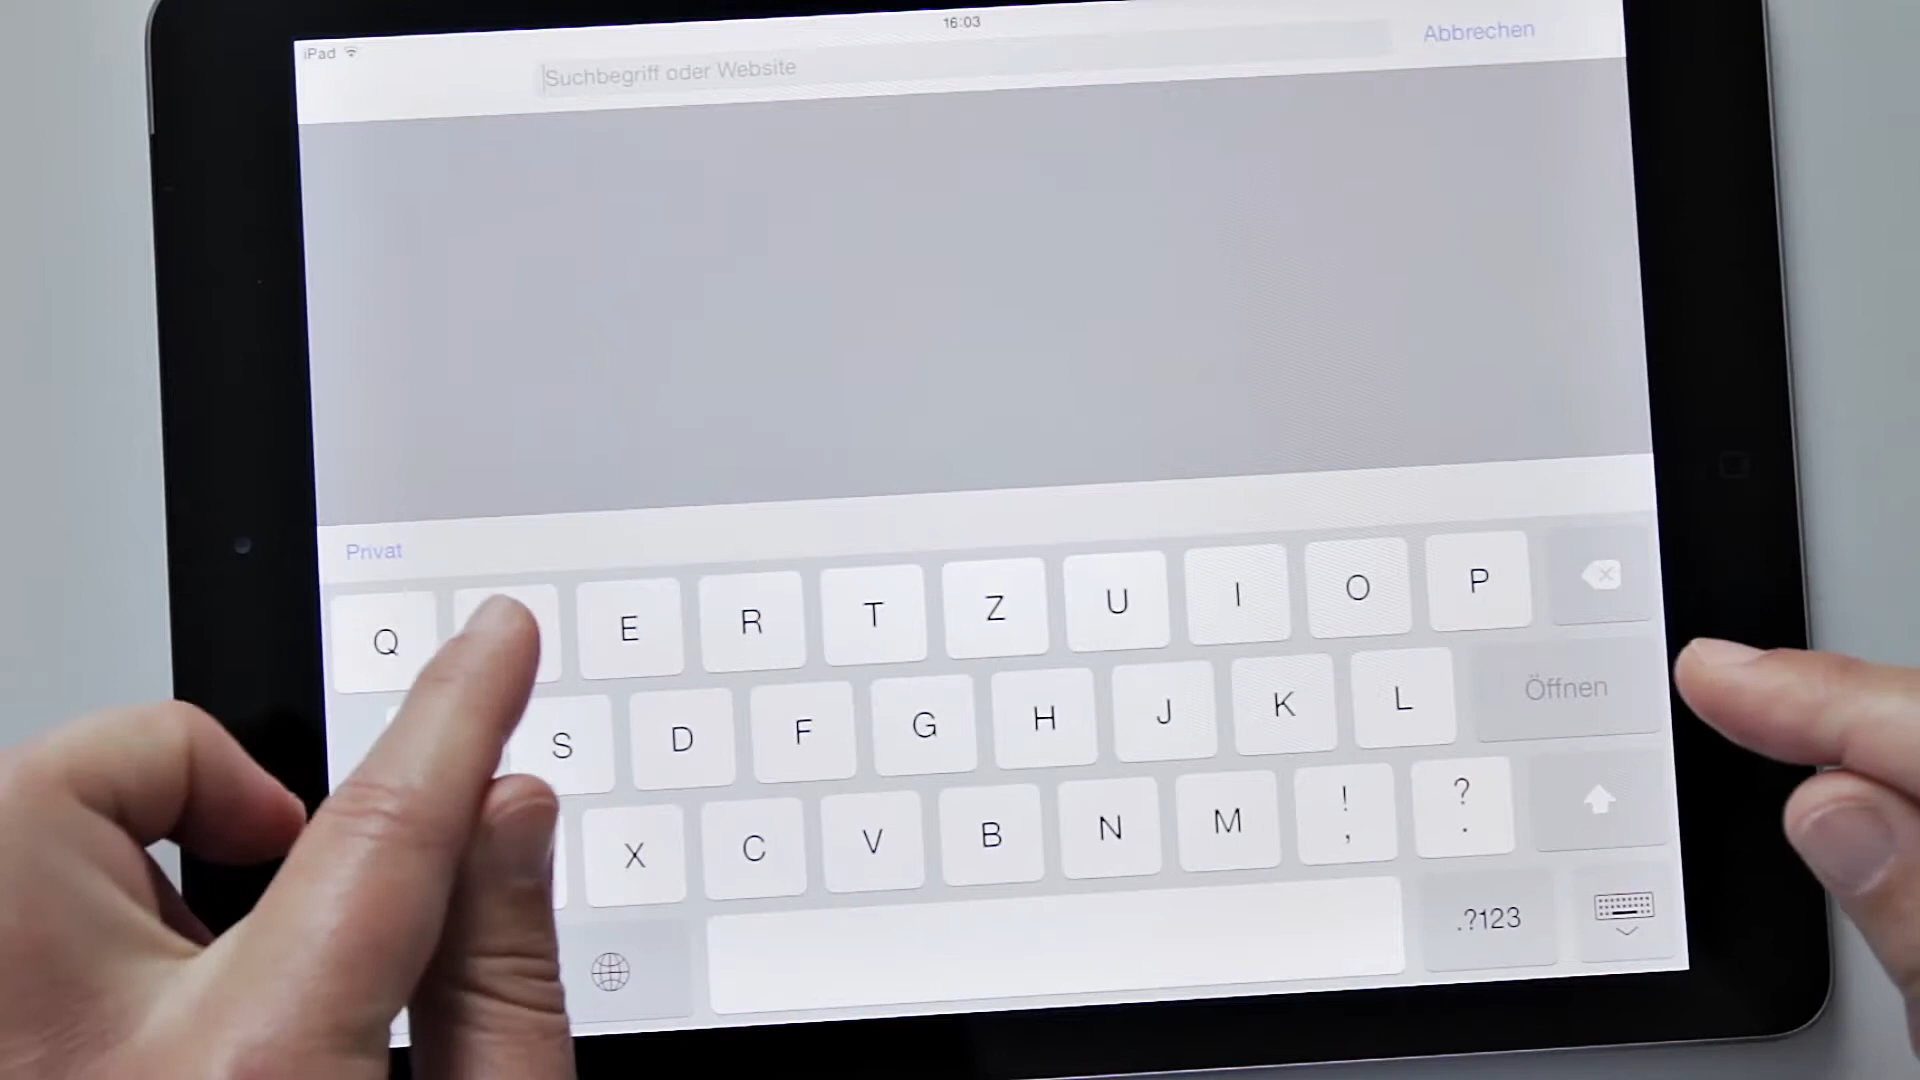 iPad
16:03
Suchbegriff oder Website
Abbrechen
Privat
Q E R T Z U I O P
S D F G H J K L Öffnen
X C V B N M ! , ? .
.?123